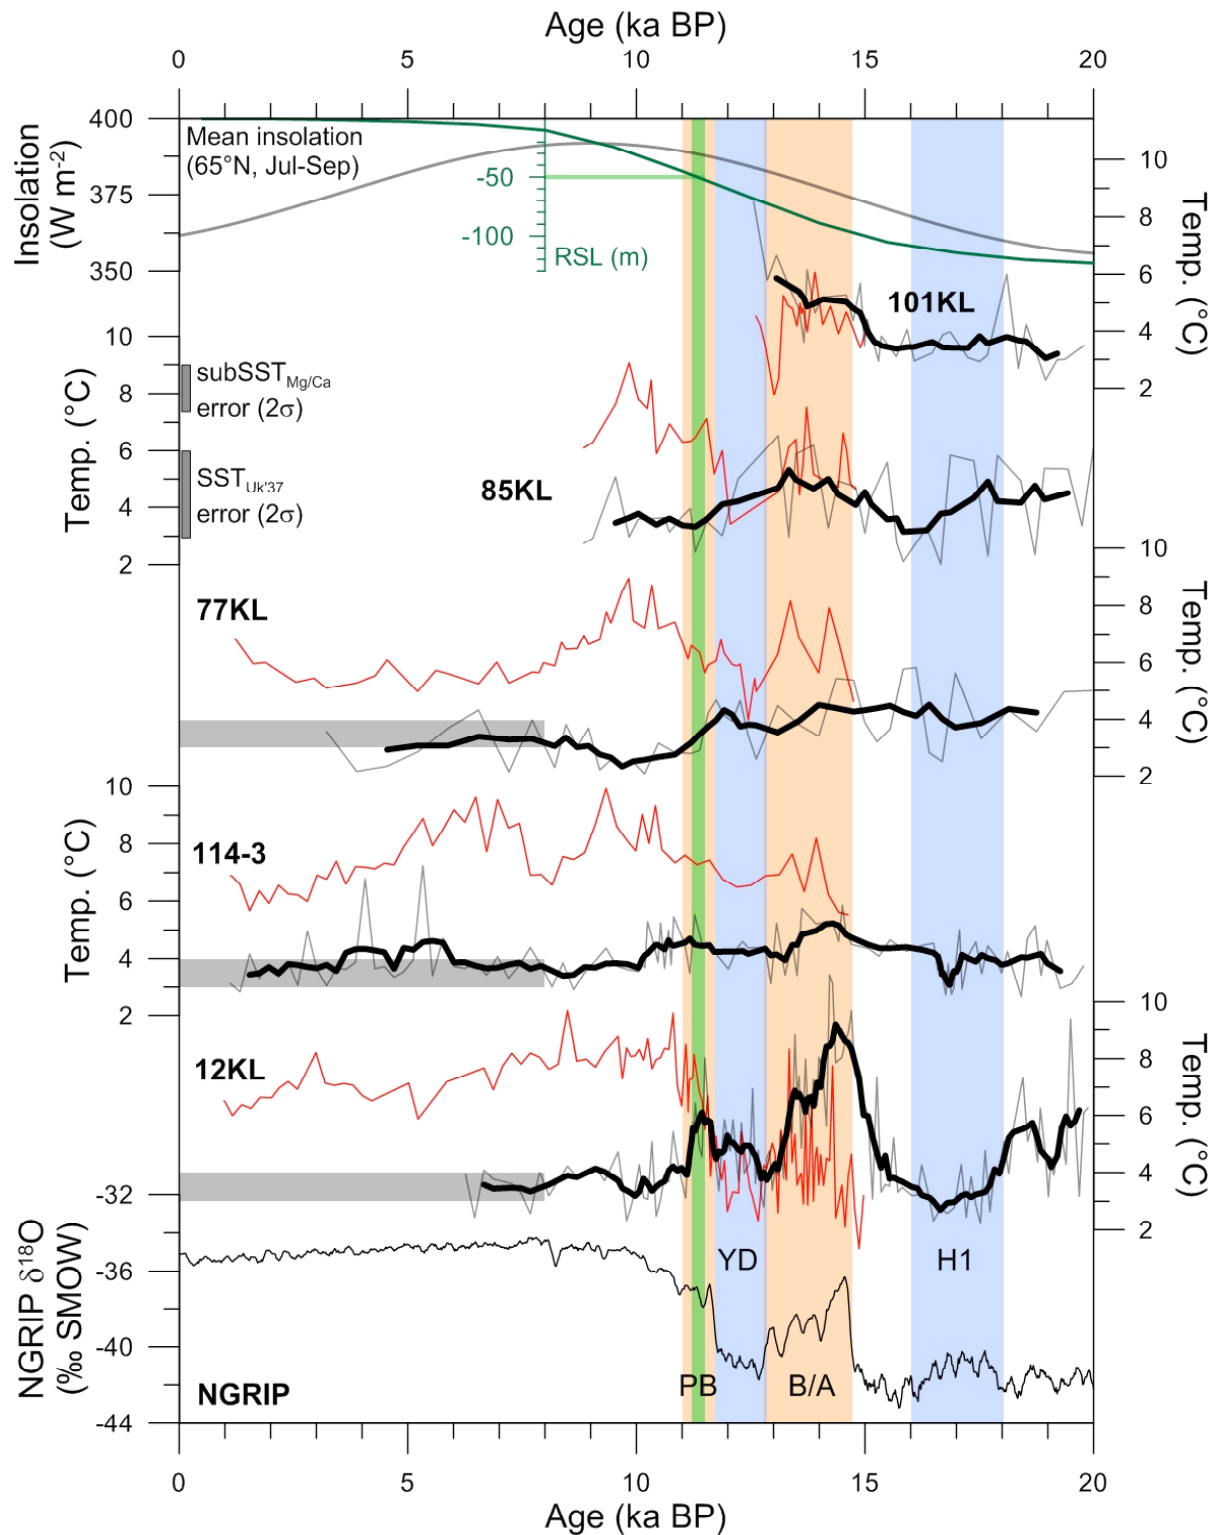 Age (ka BP)
0 5 10 15 20
Insolation
(W m⁻²)
400
375
350
Mean insolation
(65°N, Jul-Sep)
-50
-100
RSL (m)
10
8
6
4
2
Temp. (°C)
101KL
10
8
6
4
2
Temp. (°C)
subSST Mg/Ca
error (2σ)
SST Uk'37
error (2σ)
85KL
10
8
6
4
2
Temp. (°C)
77KL
10
8
6
4
2
Temp. (°C)
114-3
10
8
6
4
2
Temp. (°C)
12KL
-32
-36
-40
-44
NGRIP δ¹⁸O
(‰ SMOW)
YD
H1
PB
B/A
NGRIP
0 5 10 15 20
Age (ka BP)